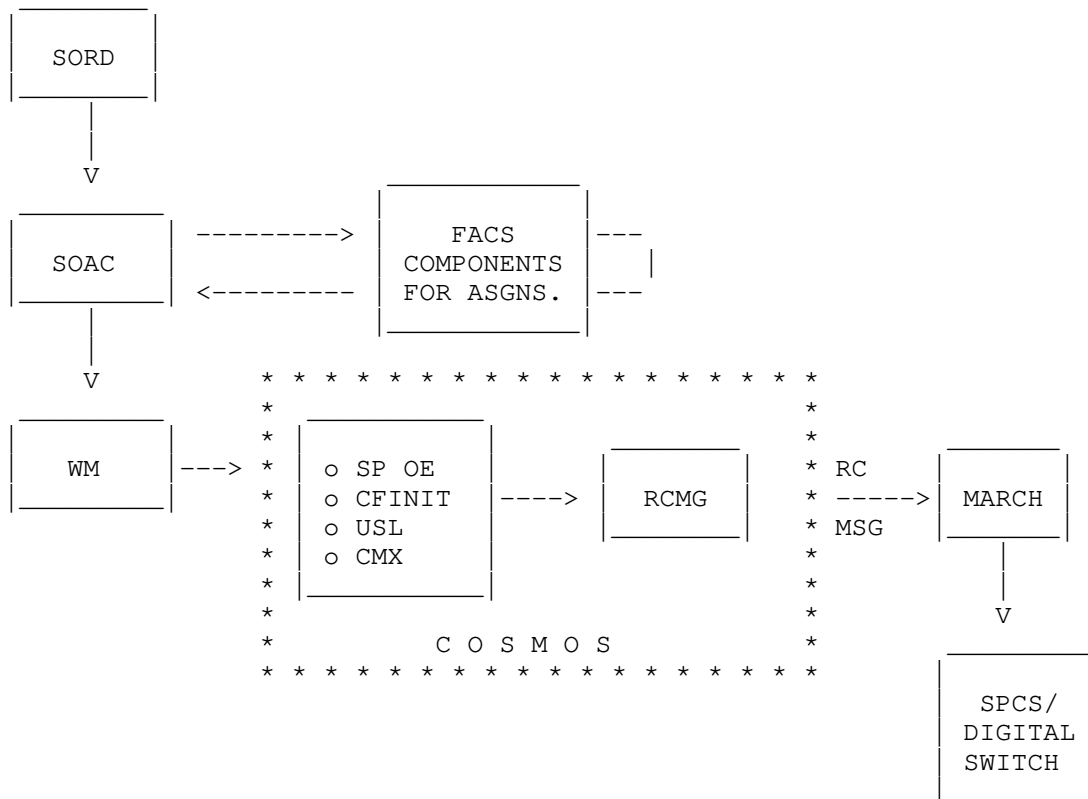 SORD
V
SOAC
FACS
COMPONENTS
FOR ASGNS.
V
WM
o SP OE
o CFINIT
o USL
o CMX
RCMG
RC
MSG
MARCH
V
C O S M O S
SPCS/
DIGITAL
SWITCH